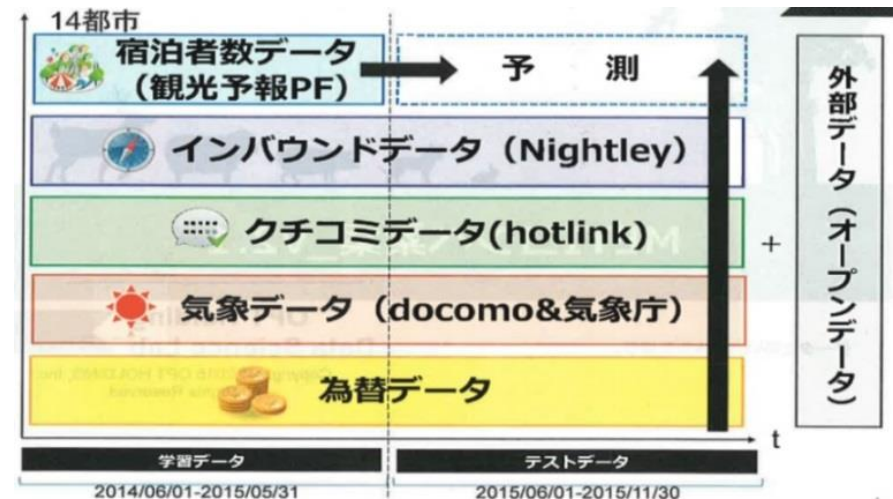 14都市
宿泊者数データ
(観光予報PF)
予 測
インバウンドデータ（Nightley）
クチコミデータ(hotlink)
気象データ（docomo&気象庁）
為替データ
+
外部データ（オープンデータ）
t
学習データ
テストデータ
2014/06/01-2015/05/31
2015/06/01-2015/11/30